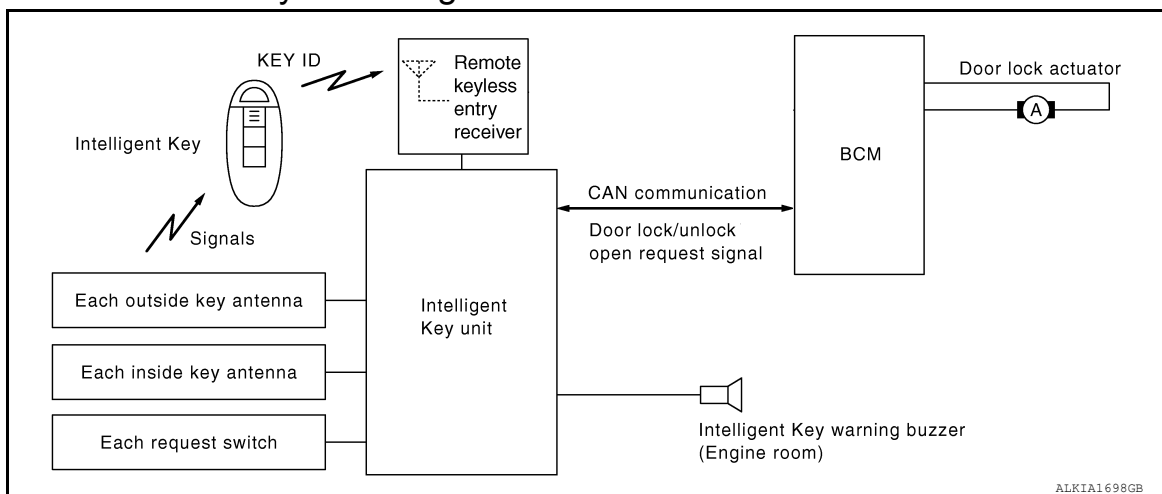 KEY ID
Remote
keyless
entry
receiver
Intelligent Key
Signals
Each outside key antenna
Each inside key antenna
Each request switch
Intelligent
Key unit
CAN communication
Door lock/unlock
open request signal
BCM
Door lock actuator
A
Intelligent Key warning buzzer
(Engine room)
ALKIA1698GB